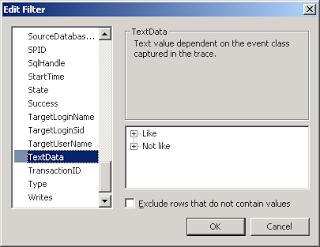 Edit Filter
SourceDatabas...
SPID
SqlHandle
StartTime
State
Success
TargetLoginName
TargetLoginSid
TargetUserName
TextData
TransactionID
Type
Writes
TextData
Text value dependent on the event class
captured in the trace.
Like
Not like
Exclude rows that do not contain values
OK
Cancel